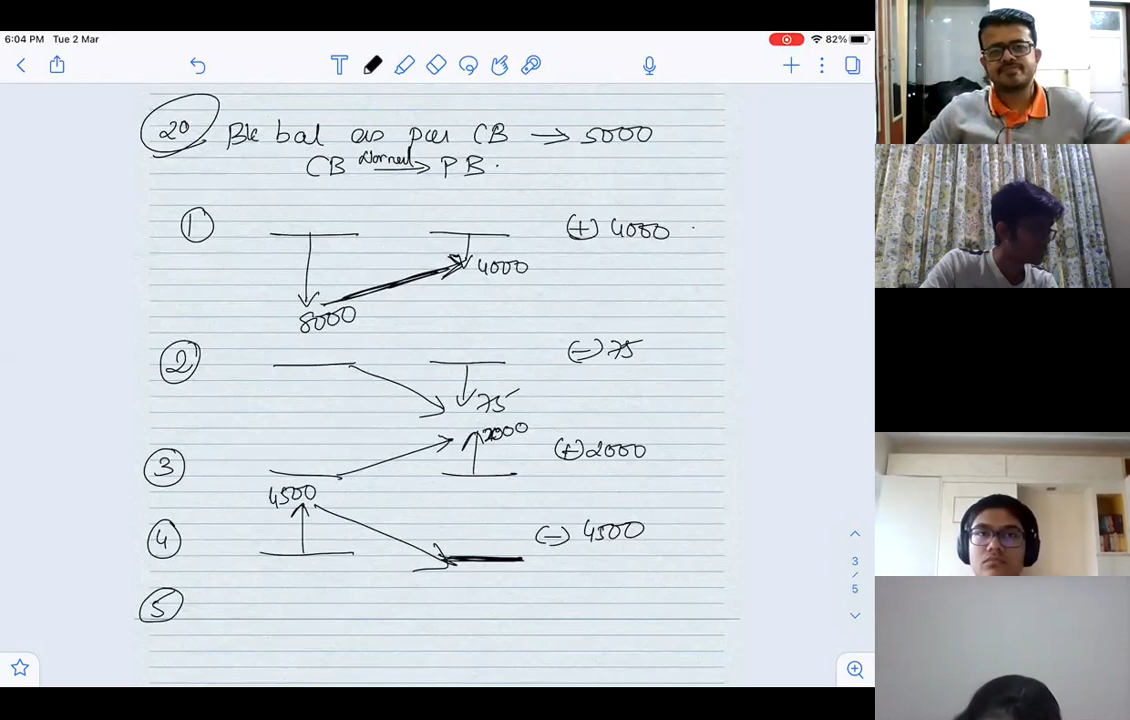 6:04 PM Tue 2 Mar
82%
T
20 Ble bal as per CB → 5000
CB Normal → PB.
1 (+) 4000
4000
8000
2 (-) 75
75
2000
3 (+) 2000
4500
4 (-) 4500
5
3
/
5